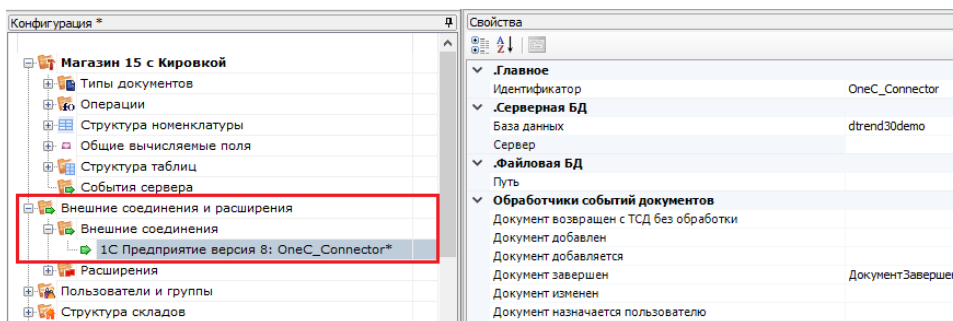 Конфигурация *
Магазин 15 с Кировкой
Типы документов
Операции
Структура номенклатуры
Общие вычисляемые поля
Структура таблиц
События сервера
Внешние соединения и расширения
Внешние соединения
1С Предприятие версия 8: OneC_Connector*
Расширения
Пользователи и группы
Структура складов
Свойства
.Главное
Идентификатор OneC_Connector
.Серверная БД
База данных dtrend30demo
Сервер
.Файловая БД
Путь
Обработчики событий документов
Документ возвращен с ТСД без обработки
Документ добавлен
Документ добавляется
Документ завершен ДокументЗаверше
Документ изменен
Документ назначается пользователю